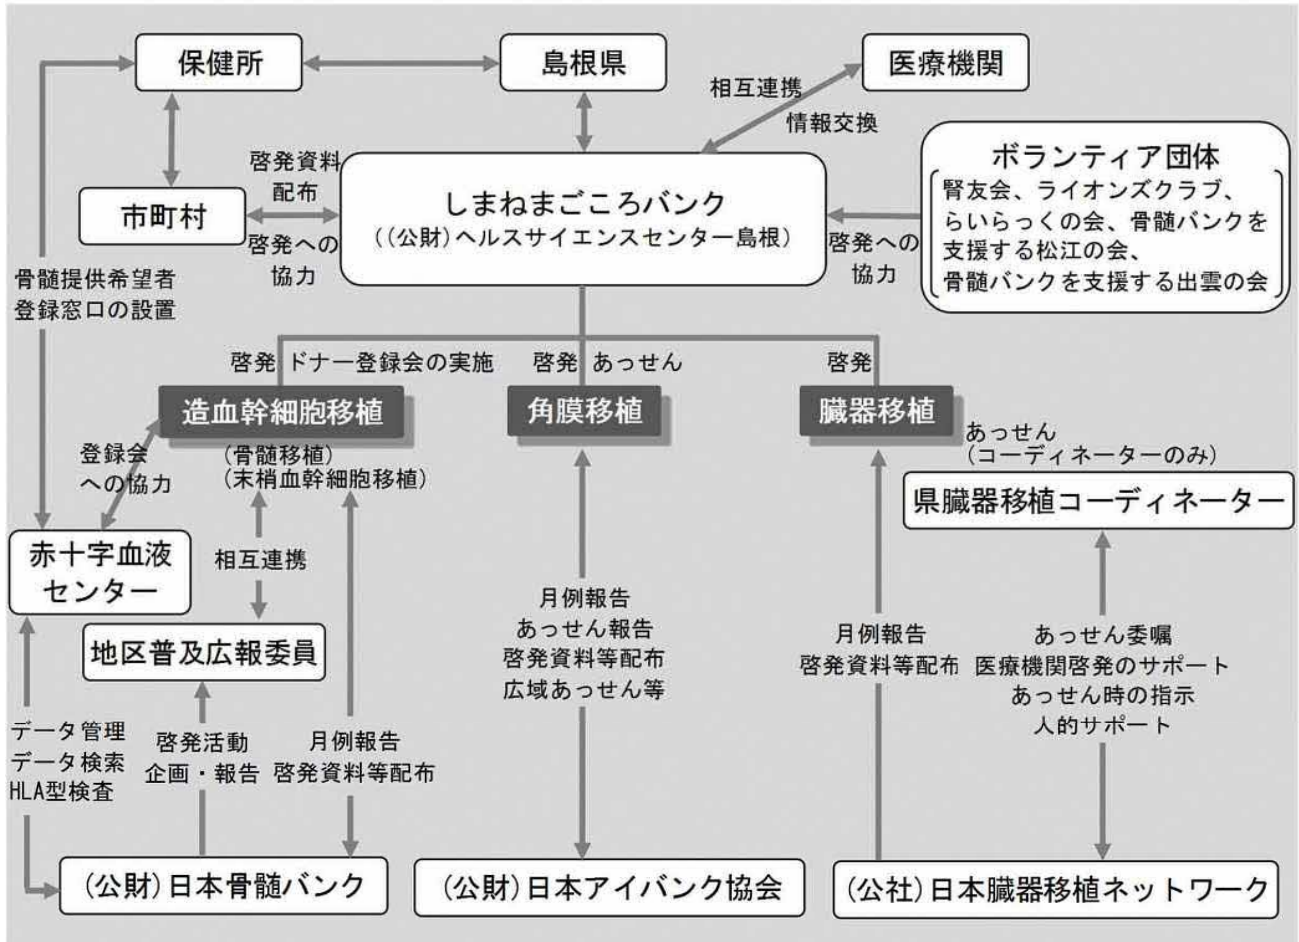 保健所
島根県
医療機関
相互連携
情報交換
ボランティア団体
腎友会、ライオンズクラブ、
らいらっくの会、骨髄バンクを
支援する松江の会、
骨髄バンクを支援する出雲の会
啓発資料
配布
市町村
しまねまごころバンク
((公財)ヘルスサイエンスセンター島根)
啓発への
協力
啓発への
協力
骨髄提供希望者
登録窓口の設置
啓発 ドナー登録会の実施
啓発 あっせん
啓発
造血幹細胞移植
角膜移植
臓器移植
(骨髄移植)
(末梢血幹細胞移植)
あっせん
(コーディネーターのみ)
県臓器移植コーディネーター
登録会
への協力
赤十字血液
センター
相互連携
地区普及広報委員
月例報告
あっせん報告
啓発資料等配布
広域あっせん等
月例報告
啓発資料等配布
あっせん委嘱
医療機関啓発のサポート
あっせん時の指示
人的サポート
データ管理
データ検索
HLA型検査
啓発活動
企画・報告
月例報告
啓発資料等配布
(公財)日本骨髄バンク
(公財)日本アイバンク協会
(公社)日本臓器移植ネットワーク